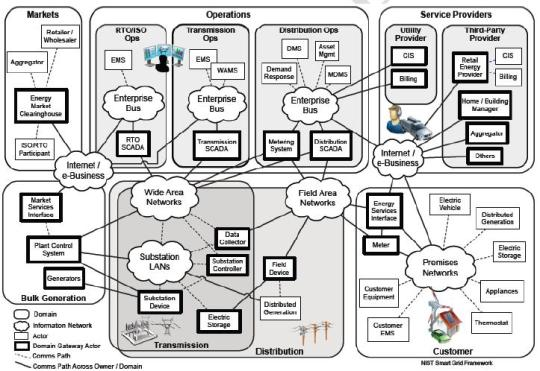 Markets
Retailer /
Wholesaler
Aggregator
Energy
Market
Clearinghouse
ISO/RTO
Participant
Operations
RTO/ISO
Ops
EMS
Enterprise
Bus
RTO
SCADA
Transmission
Ops
EMS
WAMS
Enterprise
Bus
Transmission
SCADA
Distribution Ops
DMS
Asset
Mgmt
Demand
Response
MDMS
Enterprise
Bus
Metering
System
Distribution
SCADA
Service Providers
Utility
Provider
CIS
Billing
Third-Party
Provider
Retail
Energy
Provider
CIS
Billing
Home / Building
Manager
Aggregator
Others
Internet /
e-Business
Internet /
e-Business
Market
Services
Interface
Plant Control
System
Generators
Bulk Generation
Wide Area
Networks
Field Area
Networks
Substation
LANs
Data
Collector
Substation
Controller
Substation
Device
Electric
Storage
Field
Device
Distributed
Generation
Transmission
Distribution
Energy
Services
Interface
Meter
Premises
Networks
Electric
Vehicle
Distributed
Generation
Electric
Storage
Appliances
Thermostat
Customer
Equipment
Customer
EMS
Customer
Domain
Information Network
Actor
Domain Gateway Actor
Comms Path
Comms Path Across Owner / Domain
NIST Smart Grid Framework